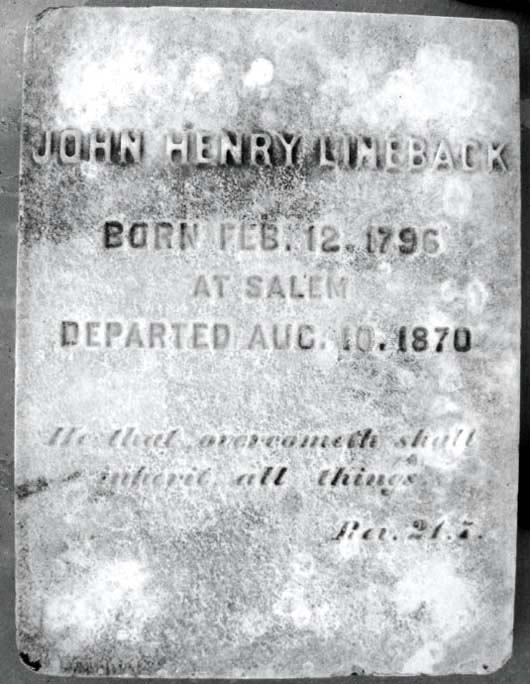 JOHN HENRY LINEBACK
BORN FEB. 12. 1796
AT SALEM
DEPARTED AUG. 10. 1870
He that overcometh shall
inherit all things.
Rev. 21.7.